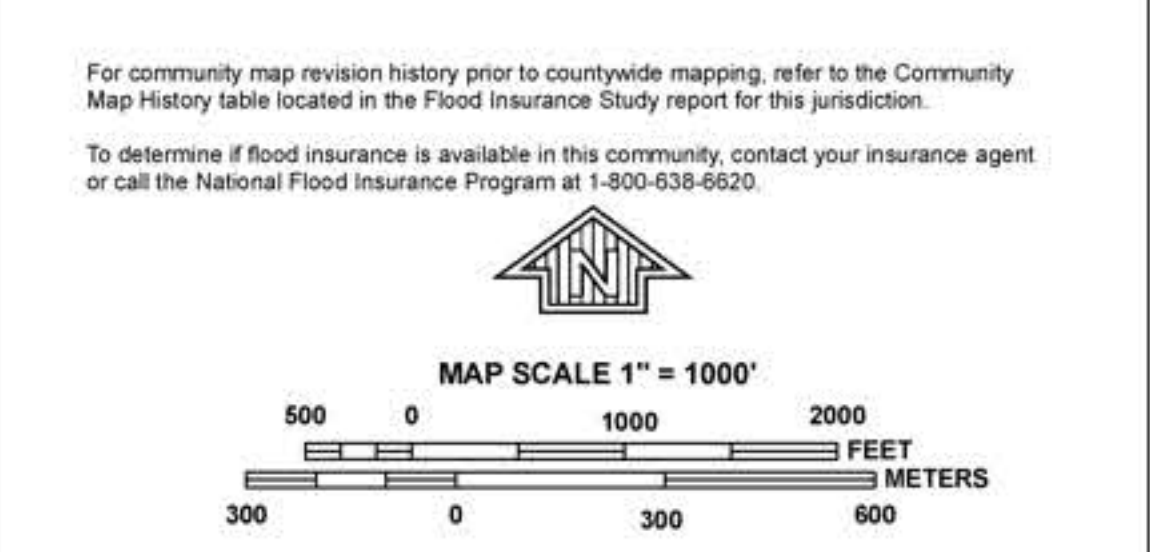 For community map revision history prior to countywide mapping, refer to the Community
Map History table located in the Flood Insurance Study report for this jurisdiction.
To determine if flood insurance is available in this community, contact your insurance agent
or call the National Flood Insurance Program at 1-800-638-6620.
N
MAP SCALE 1" = 1000'
500 0 1000 2000
FEET
METERS
300 0 300 600